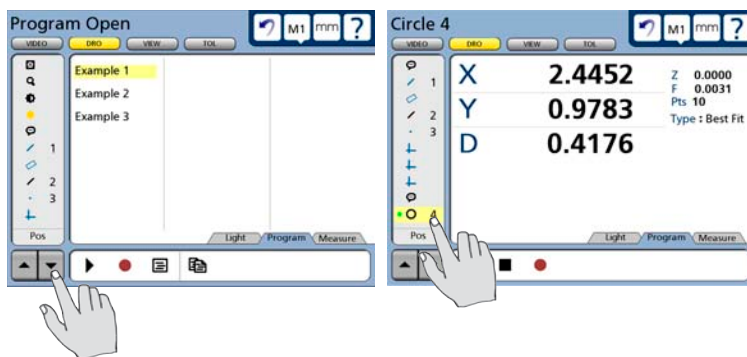 Program Open
M1 mm ?
VIDEO DRO VIEW TOL
Example 1
Example 2
Example 3
1
2
3
Pos
Light Program Measure
Circle 4
M1 mm ?
VIDEO DRO VIEW TOL
1
2
3
4
X 2.4452
Y 0.9783
D 0.4176
Z 0.0000
F 0.0031
Pts 10
Type : Best Fit
Pos
Light Program Measure